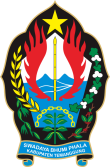 SWADAYA BHUMI PHALA
KABUPATEN TEMANGGUNG